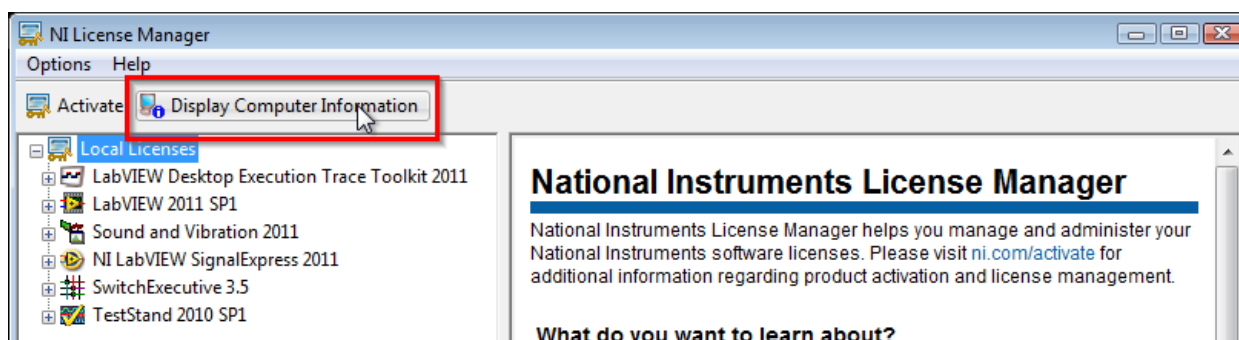 NI License Manager
Options Help
Activate Display Computer Information
Local Licenses
LabVIEW Desktop Execution Trace Toolkit 2011
LabVIEW 2011 SP1
Sound and Vibration 2011
NI LabVIEW SignalExpress 2011
SwitchExecutive 3.5
TestStand 2010 SP1
National Instruments License Manager
National Instruments License Manager helps you manage and administer your
National Instruments software licenses. Please visit ni.com/activate for
additional information regarding product activation and license management.
What do you want to learn about?